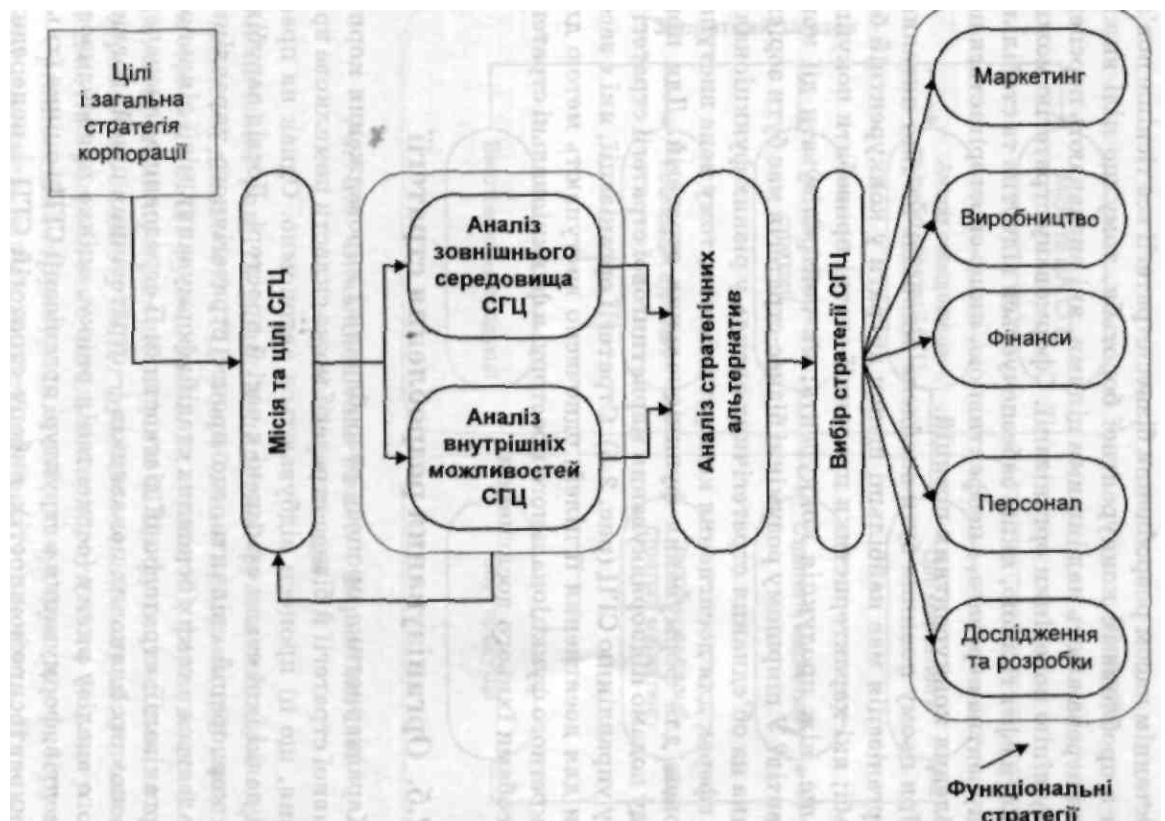 Цілі
і загальна
стратегія
корпорації
Місія та цілі СГЦ
Аналіз
зовнішнього
середовища
СГЦ
Аналіз
внутрішніх
можливостей
СГЦ
Аналіз стратегічних
альтернатив
Вибір стратегії СГЦ
Маркетинг
Виробництво
Фінанси
Персонал
Дослідження
та розробки
Функціональні
стратегії